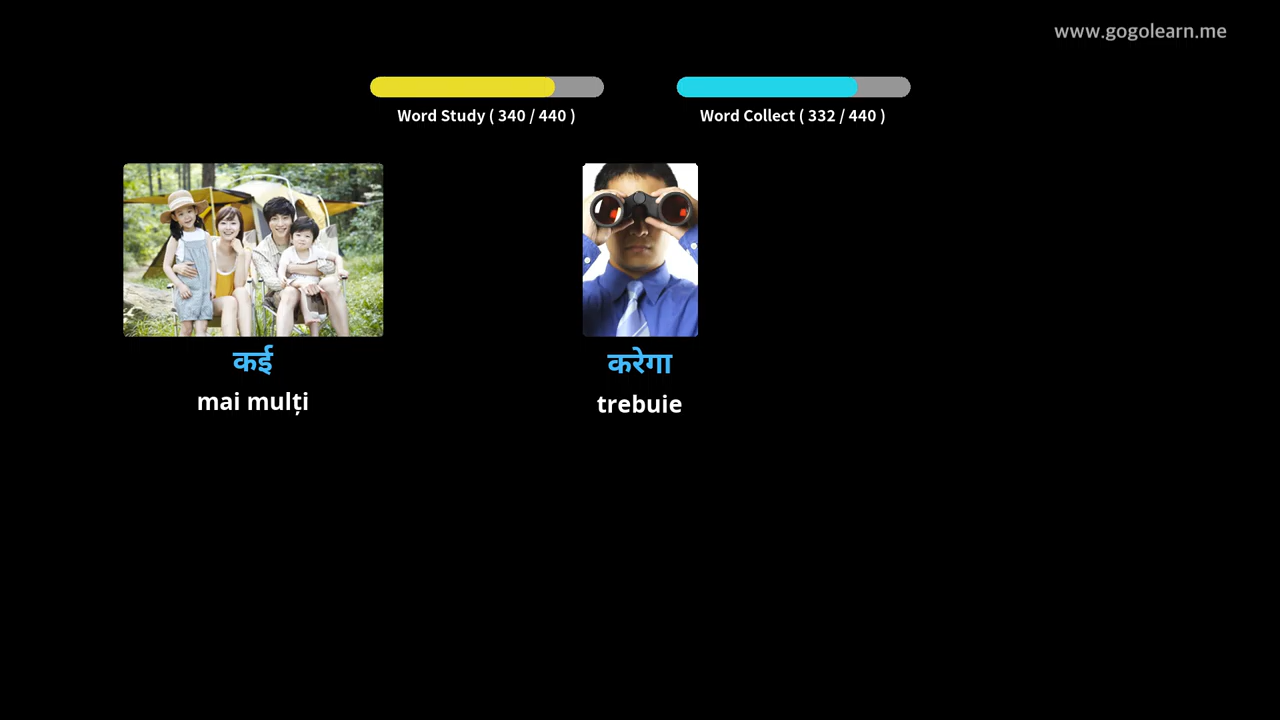 www.gogolearn.me
Word Study ( 340 / 440 )
Word Collect ( 332 / 440 )
कई
mai mulți
करेगा
trebuie